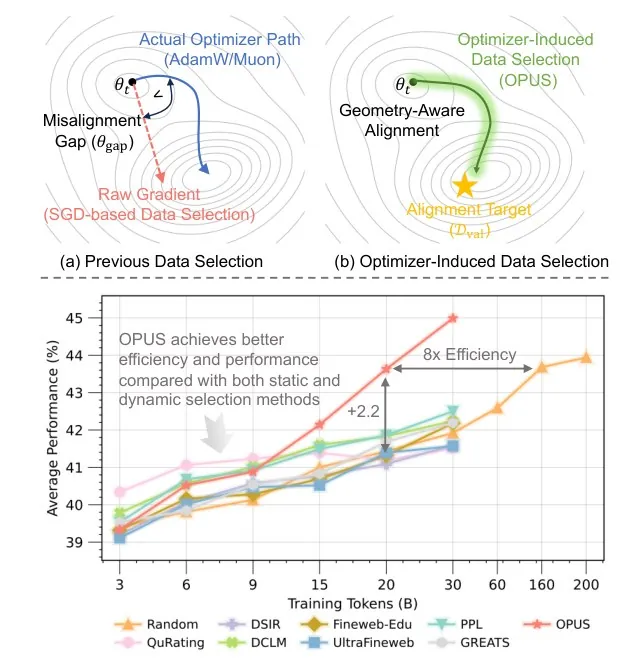 Actual Optimizer Path
(AdamW/Muon)
θt
Misalignment
Gap (θgap)
Raw Gradient
(SGD-based Data Selection)
(a) Previous Data Selection
Optimizer-Induced
Data Selection
(OPUS)
θt
Geometry-Aware
Alignment
Alignment Target
(𝒟val)
(b) Optimizer-Induced Data Selection
OPUS achieves better
efficiency and performance
compared with both static and
dynamic selection methods
8x Efficiency
+2.2
Average Performance (%)
45
44
43
42
41
40
39
3 6 9 15 20 30 60 160 200
Training Tokens (B)
Random DSIR Fineweb-Edu PPL OPUS
QuRating DCLM UltraFineweb GREATS